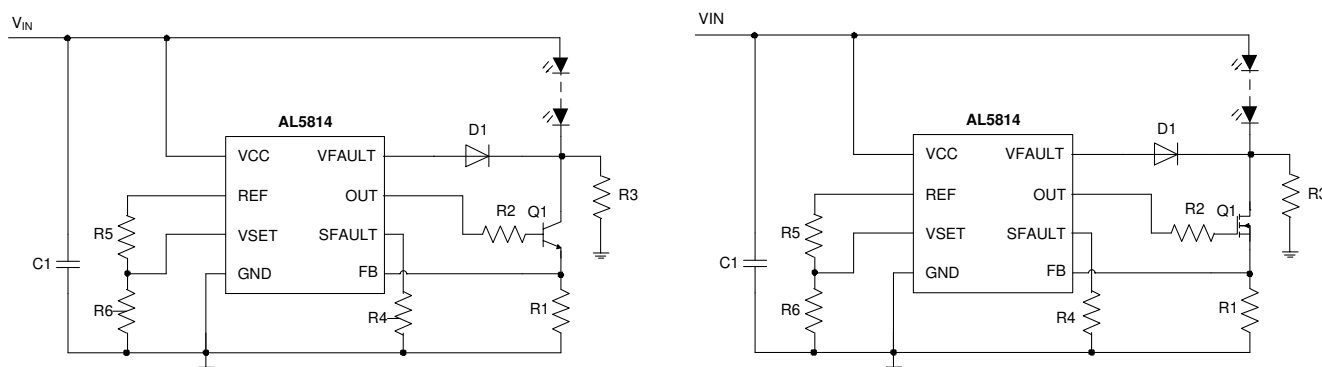 VIN
AL5814
D1
VCC
VFAULT
REF
OUT
R3
R2
Q1
R5
VSET
SFAULT
C1
GND
FB
R6
R4
R1
VIN
AL5814
D1
VCC
VFAULT
REF
OUT
R3
R2
Q1
R5
VSET
SFAULT
C1
GND
FB
R6
R4
R1